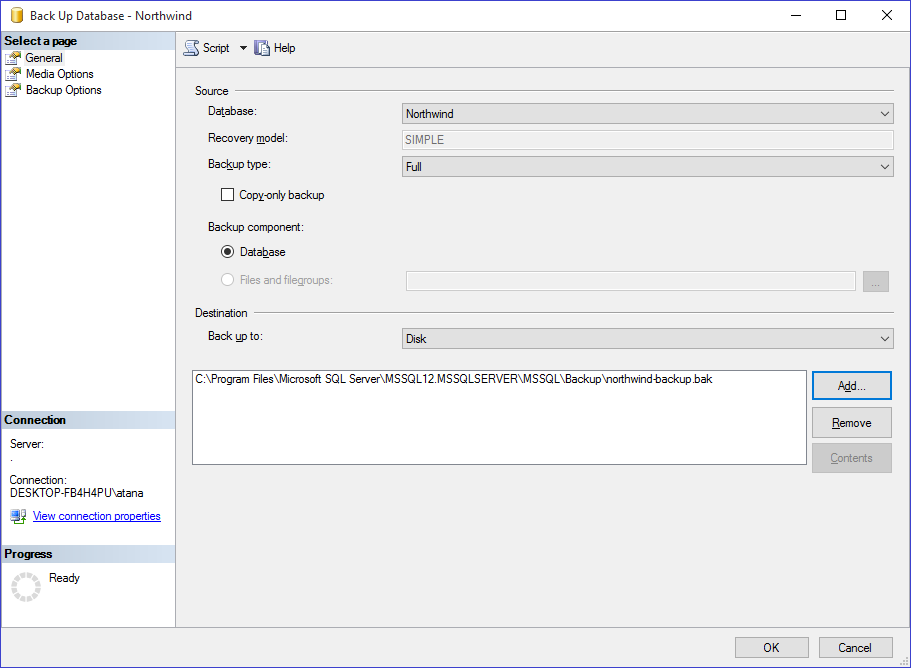 Back Up Database - Northwind
Select a page
General
Media Options
Backup Options
Script
Help
Source
Database:
Northwind
Recovery model:
SIMPLE
Backup type:
Full
Copy-only backup
Backup component:
Database
Files and filegroups:
...
Destination
Back up to:
Disk
C:\Program Files\Microsoft SQL Server\MSSQL12.MSSQLSERVER\MSSQL\Backup\northwind-backup.bak
Add...
Remove
Contents
Connection
Server:
.
Connection:
DESKTOP-FB4H4PU\atana
View connection properties
Progress
Ready
OK
Cancel